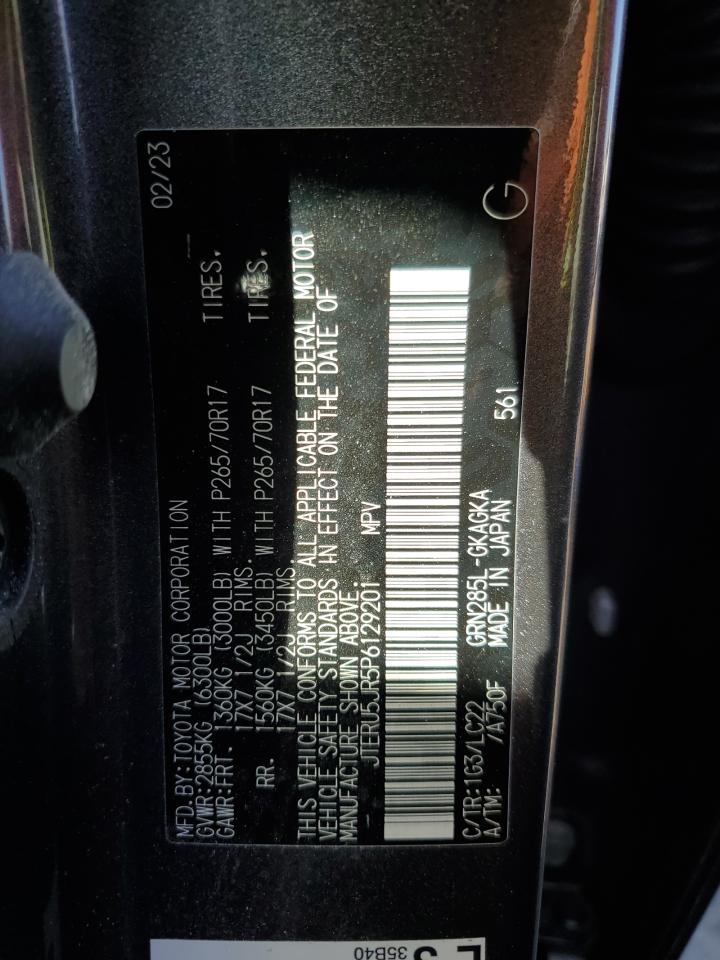 02/23
MFD.BY:TOYOTA MOTOR CORPORATION
GVWR:2855KG (6300LB)
GAWR:FRT. 1360KG (3000LB) WITH P265/70R17 TIRES,
17X7 1/2J RIMS.
RR. 1560KG (3450LB) WITH P265/70R17 TIRES,
17X7 1/2J RIMS.
THIS VEHICLE CONFORMS TO ALL APPLICABLE FEDERAL MOTOR
VEHICLE SAFETY STANDARDS IN EFFECT ON THE DATE OF
MANUFACTURE SHOWN ABOVE.
JTERU5JR5P6129201 MPV
C/TR:1G3/LC22 GRN285L-GKAGKA 561 G
A/TM: /A750F MADE IN JAPAN
35B40